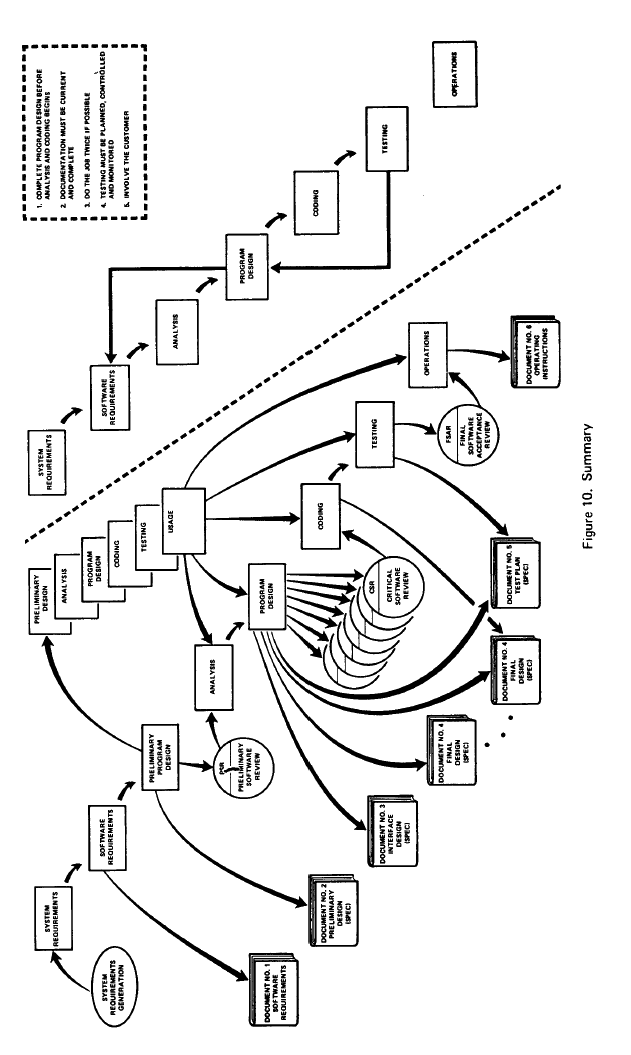 1. COMPLETE PROGRAM DESIGN BEFORE
ANALYSIS AND CODING BEGINS
2. DOCUMENTATION MUST BE CURRENT
AND COMPLETE
3. DO THE JOB TWICE IF POSSIBLE
4. TESTING MUST BE PLANNED, CONTROLLED
AND MONITORED
5. INVOLVE THE CUSTOMER
SYSTEM
REQUIREMENTS
SOFTWARE
REQUIREMENTS
ANALYSIS
PROGRAM
DESIGN
CODING
TESTING
OPERATIONS
SYSTEM
REQUIREMENTS
GENERATION
SYSTEM
REQUIREMENTS
SOFTWARE
REQUIREMENTS
PRELIMINARY
PROGRAM
DESIGN
PRELIMINARY
DESIGN
ANALYSIS
PROGRAM
DESIGN
CODING
TESTING
USAGE
PRELIMINARY
SOFTWARE
REVIEW
ANALYSIS
PROGRAM
DESIGN
CSR
CRITICAL
SOFTWARE
REVIEW
CODING
TESTING
FSAR
FINAL
SOFTWARE
ACCEPTANCE
REVIEW
OPERATIONS
DOCUMENT NO. 1
SOFTWARE
REQUIREMENTS
DOCUMENT NO. 2
PRELIMINARY
DESIGN
(SPEC)
DOCUMENT NO. 3
INTERFACE
DESIGN
(SPEC)
DOCUMENT NO. 4
FINAL
DESIGN
(SPEC)
DOCUMENT NO. 4
FINAL
DESIGN
(SPEC)
DOCUMENT NO. 5
TEST PLAN
(SPEC)
DOCUMENT NO. 6
OPERATING
INSTRUCTIONS
Figure 10. Summary